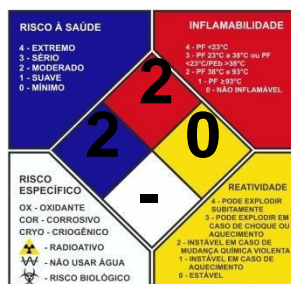 RISCO À SAÚDE
4 - EXTREMO
3 - SÉRIO
2 - MODERADO
1 - SUAVE
0 - MÍNIMO
INFLAMABILIDADE
4 - PF <23°C
3 - PF 23°C e 38°C ou PF
<23°C/PEb >38°C
2 - PF 38°C e 93°C
1 - PF ≥93°C
0 - NÃO INFLAMÁVEL
2
2
0
-
RISCO
ESPECÍFICO
OX - OXIDANTE
COR - CORROSIVO
CRYO - CRIOGÊNICO
- RADIOATIVO
W - NÃO USAR ÁGUA
- RISCO BIOLÓGICO
REATIVIDADE
4 - PODE EXPLODIR
SUBITAMENTE
3 - PODE EXPLODIR EM
CASO DE CHOQUE OU
AQUECIMENTO
2 - INSTÁVEL EM CASO DE
MUDANÇA QUÍMICA VIOLENTA
1 - INSTÁVEL EM CASO DE
AQUECIMENTO
0 - ESTÁVEL